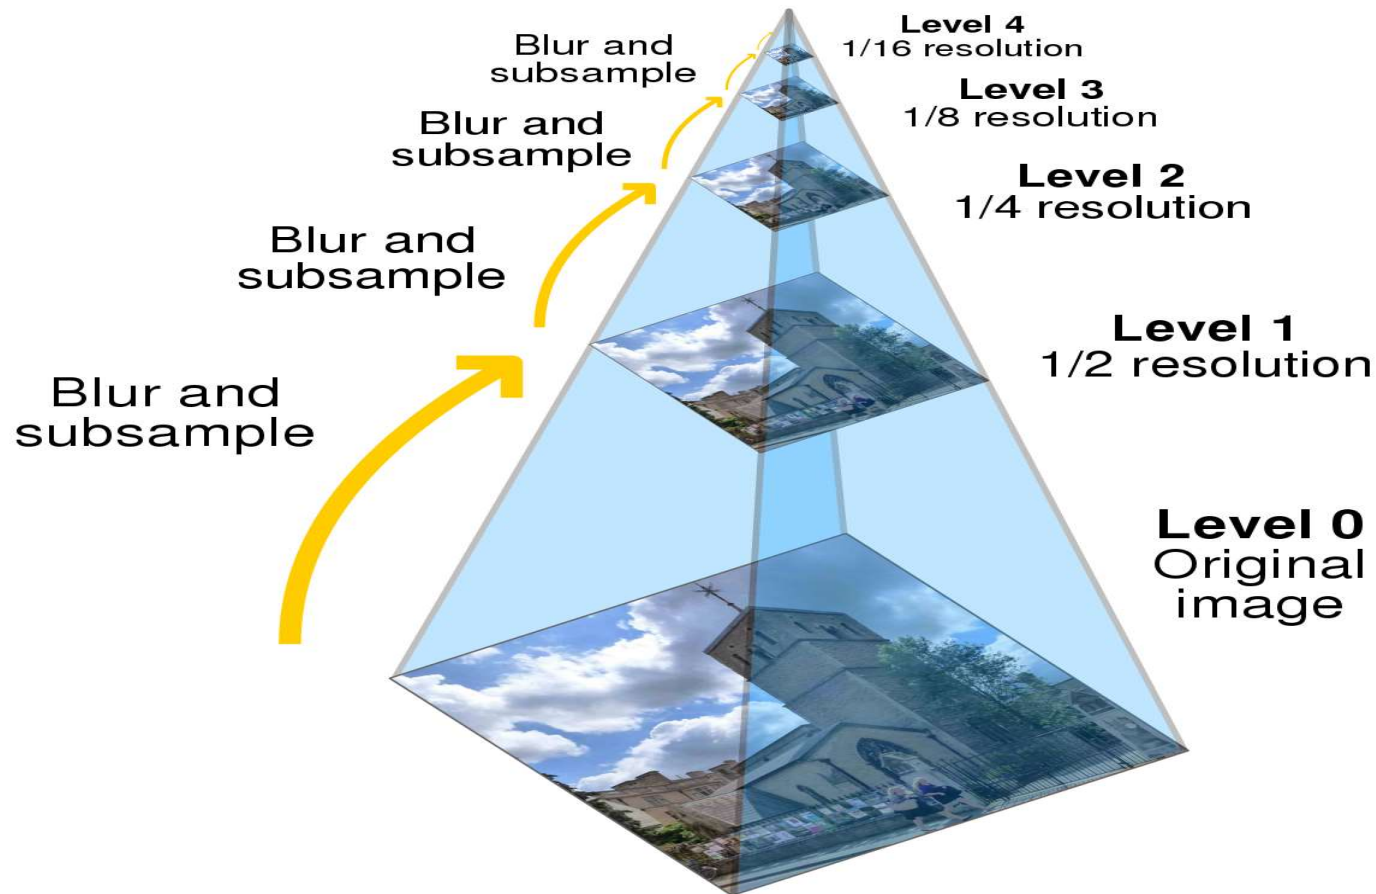 Blur and
subsample
Level 4
1/16 resolution
Blur and
subsample
Level 3
1/8 resolution
Blur and
subsample
Level 2
1/4 resolution
Blur and
subsample
Level 1
1/2 resolution
Level 0
Original
image